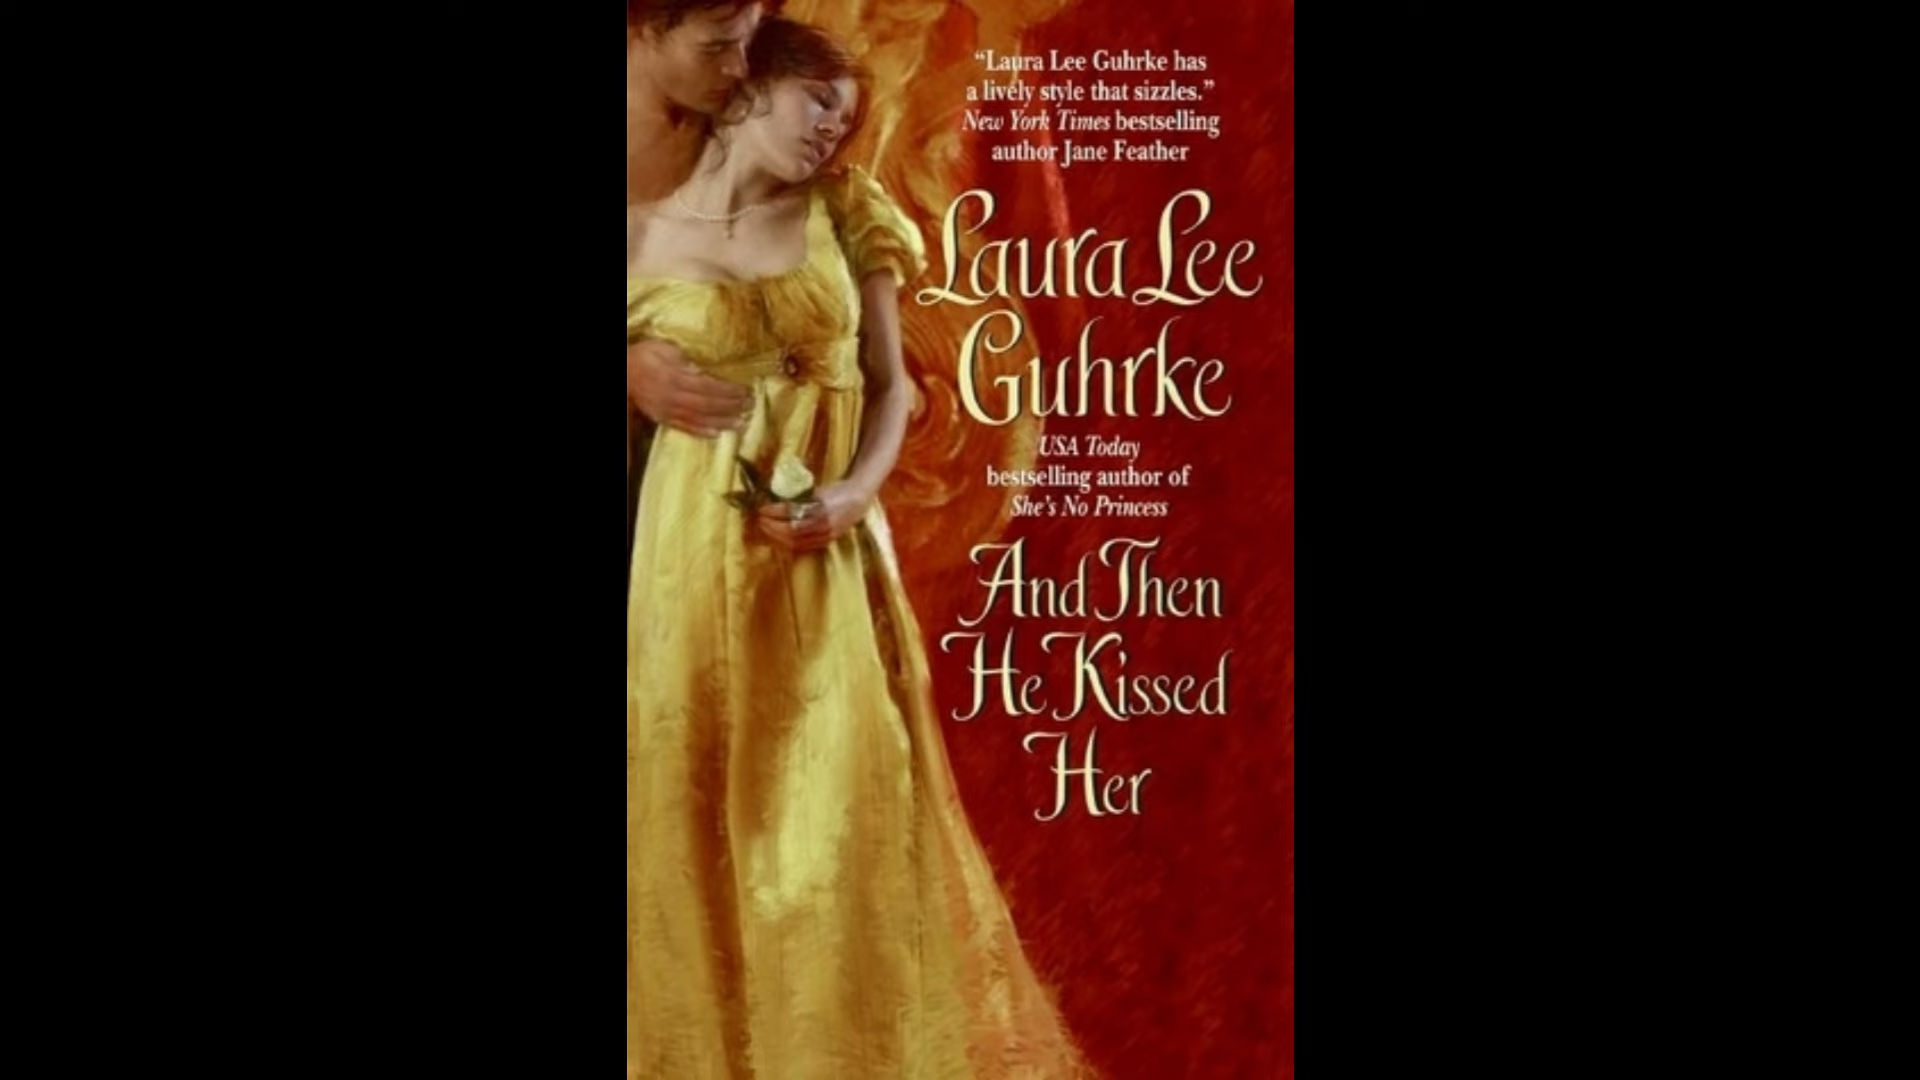 “Laura Lee Guhrke has
a lively style that sizzles.”
New York Times bestselling
author Jane Feather
Laura Lee
Guhrke
USA Today
bestselling author of
She’s No Princess
And Then
He Kissed
Her